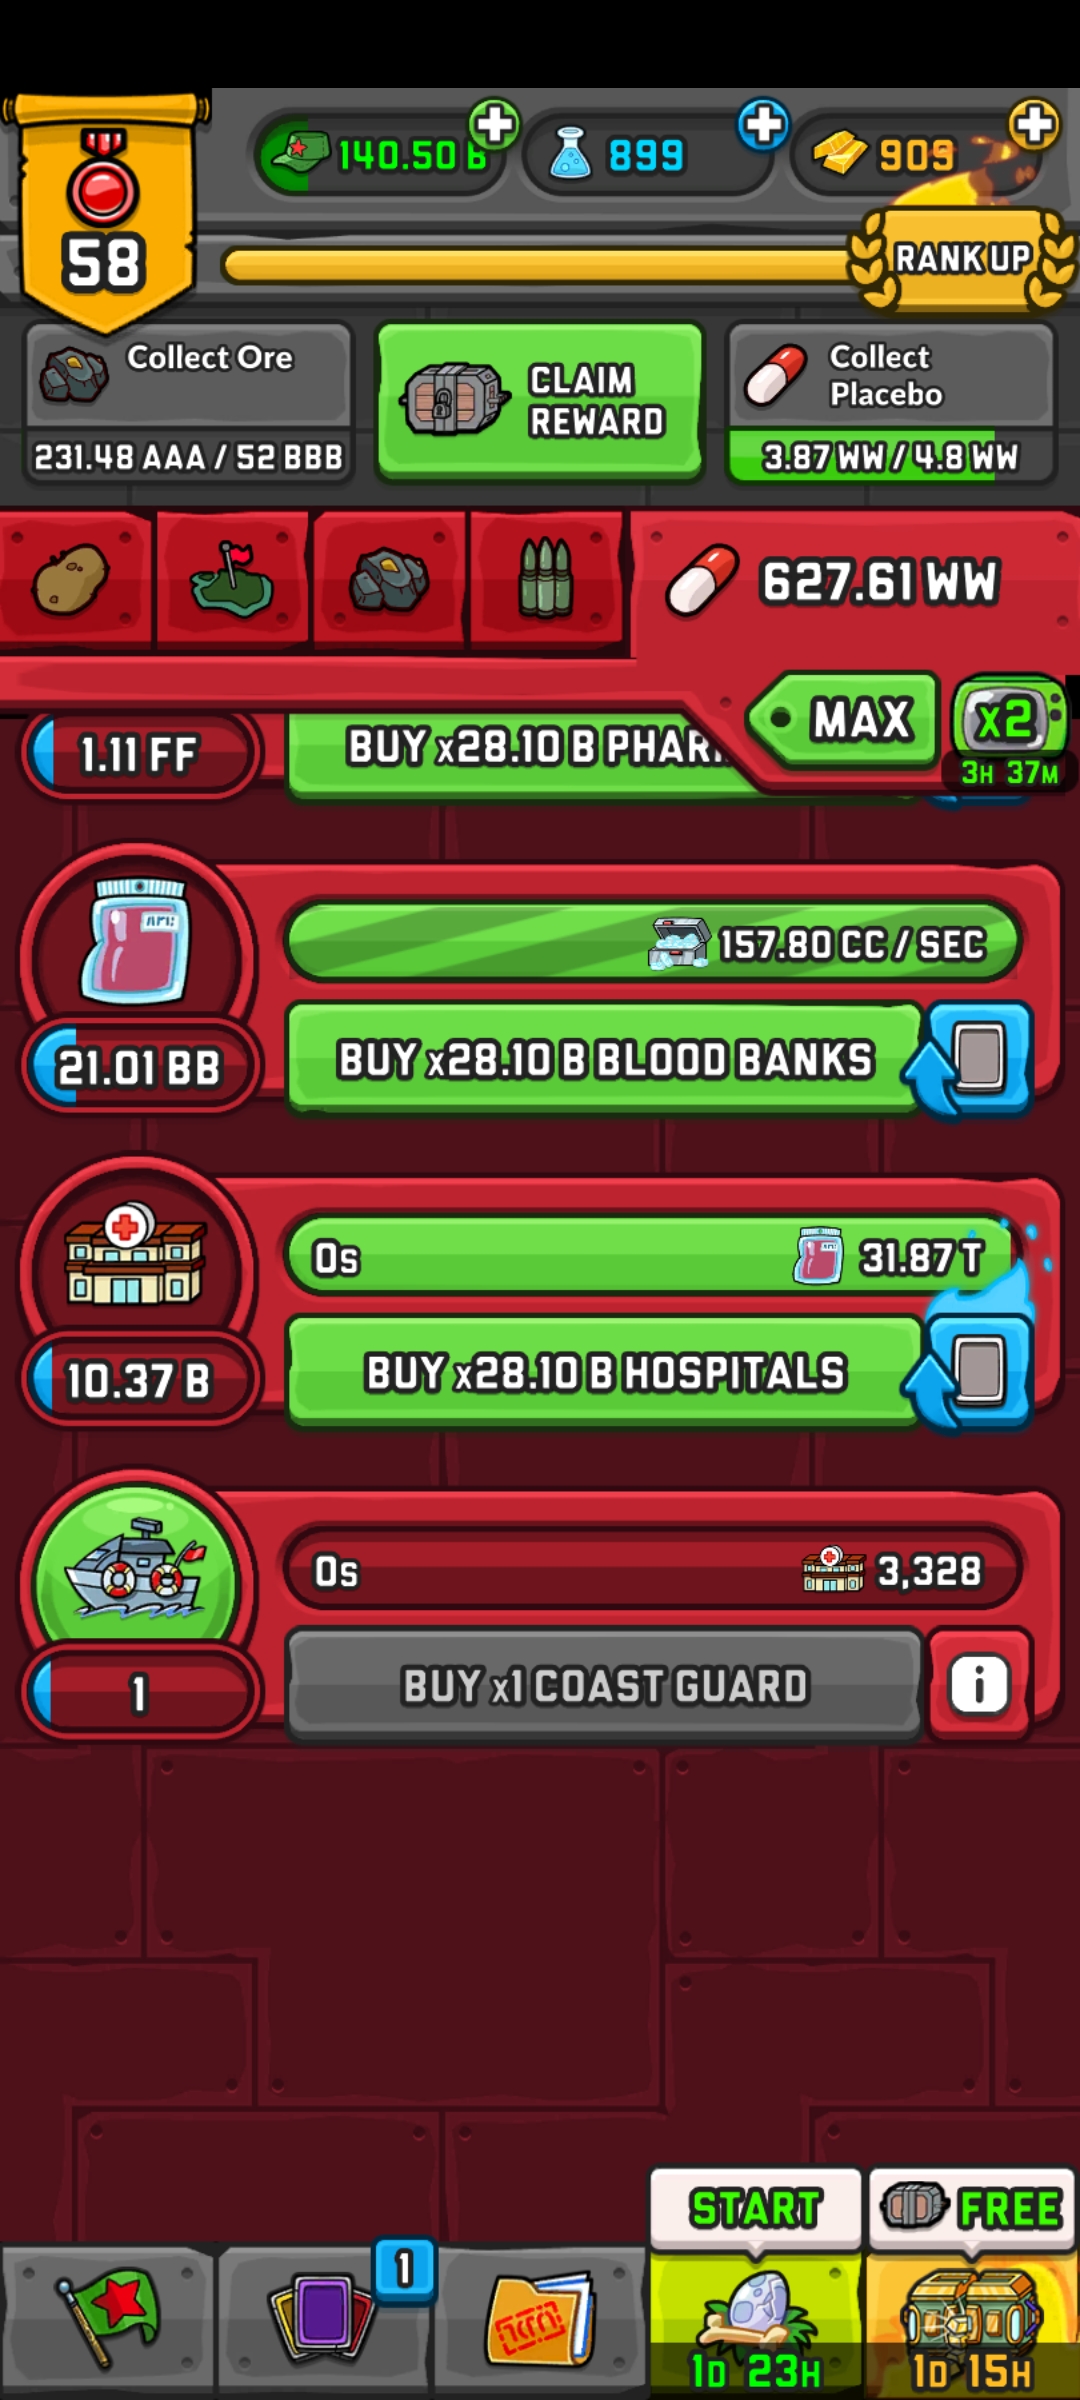 140.50 B
899
909
58
RANK UP
Collect Ore
231.48 AAA / 52 BBB
CLAIM
REWARD
Collect
Placebo
3.87 WW / 4.8 WW
627.61 WW
MAX
x2
3H 37M
1.11 FF
BUY x28.10 B
157.80 CC / SEC
21.01 BB
BUY x28.10 B BLOOD BANKS
0s
31.87 T
10.37 B
BUY x28.10 B HOSPITALS
0s
3,328
1
BUY x1 COAST GUARD
i
START
FREE
1
1D 23H
1D 15H